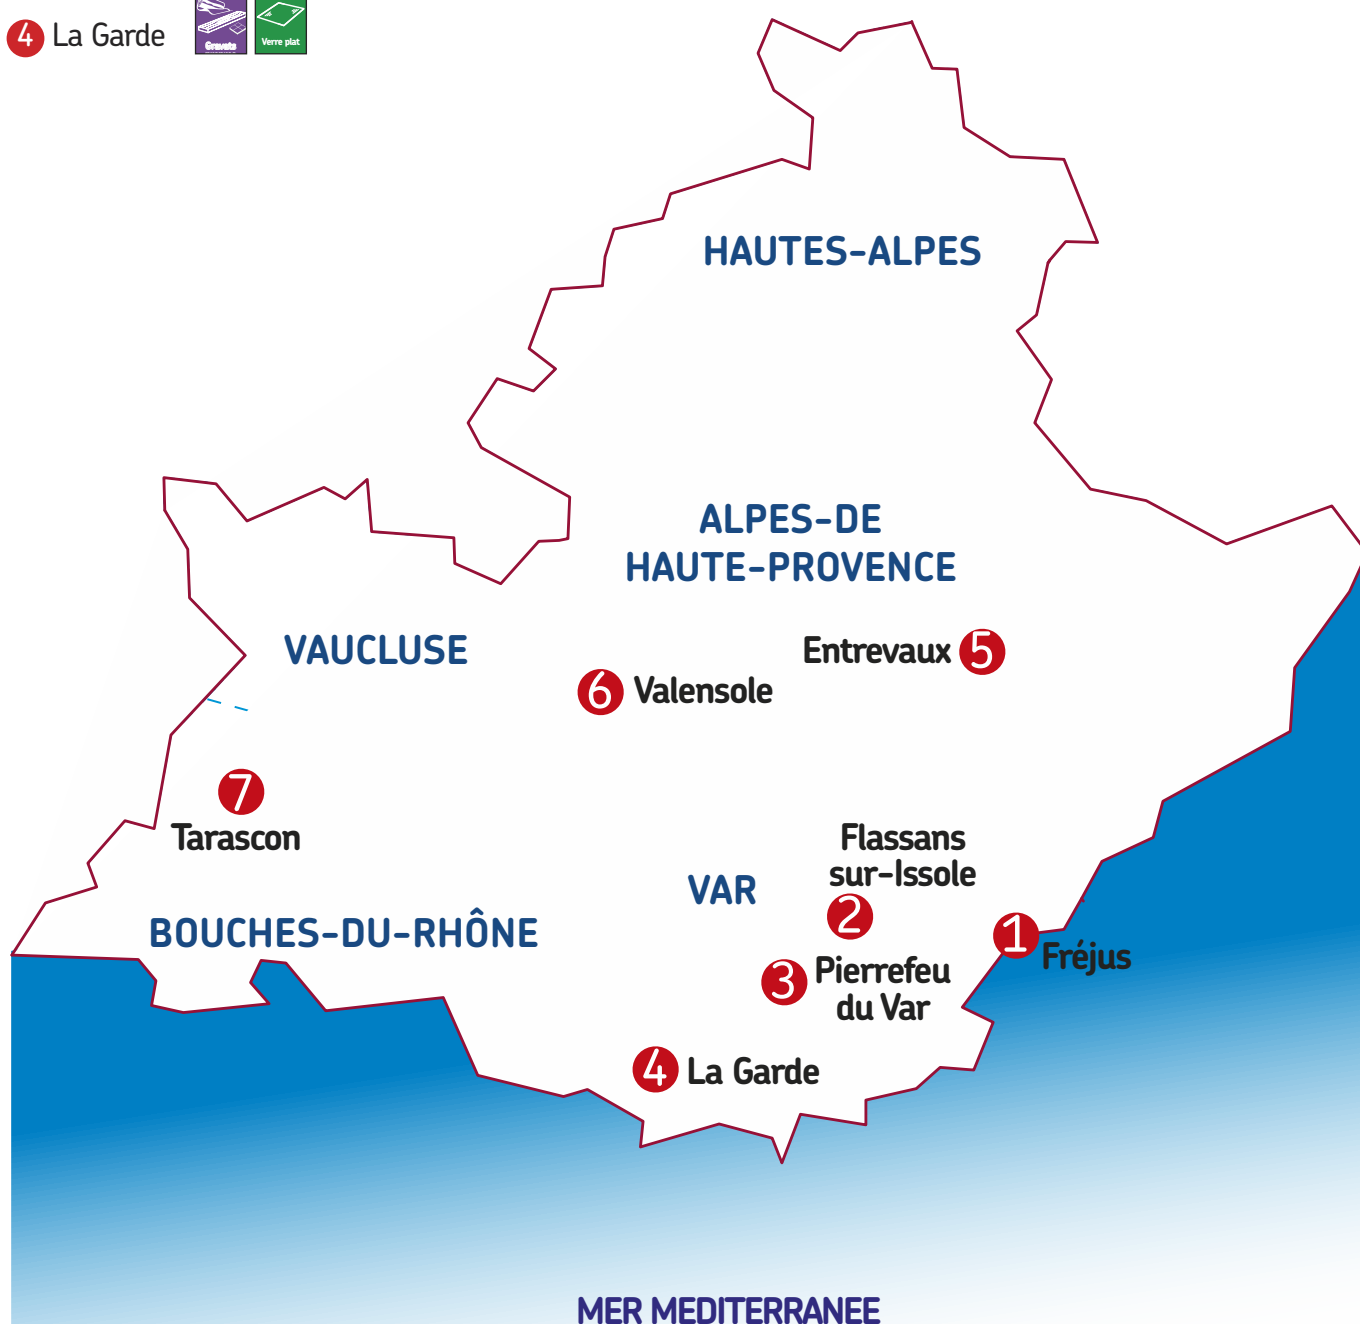 4 La Garde
Gravats
Verre plat
HAUTES-ALPES
ALPES-DE
HAUTE-PROVENCE
VAUCLUSE
Entrevaux 5
6 Valensole
7
Tarascon
Flassans
sur-Issole
2
VAR
BOUCHES-DU-RHÔNE
1
Fréjus
3 Pierrefeu
du Var
4 La Garde
MER MEDITERRANEE